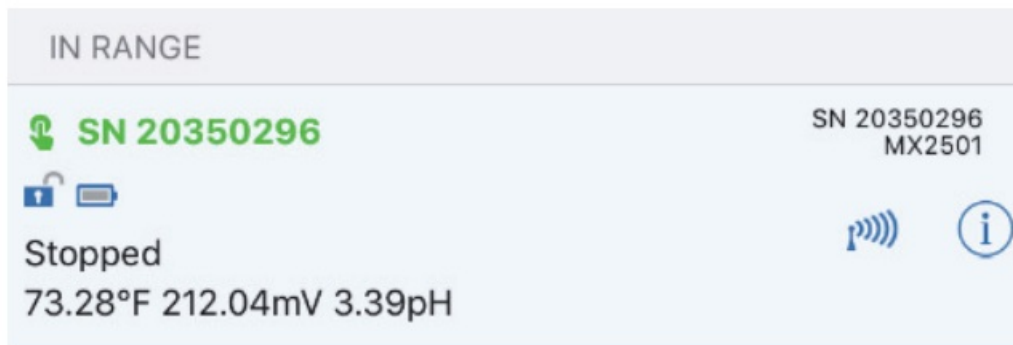 IN RANGE
SN 20350296
SN 20350296
MX2501
i
Stopped
73.28°F 212.04mV 3.39pH